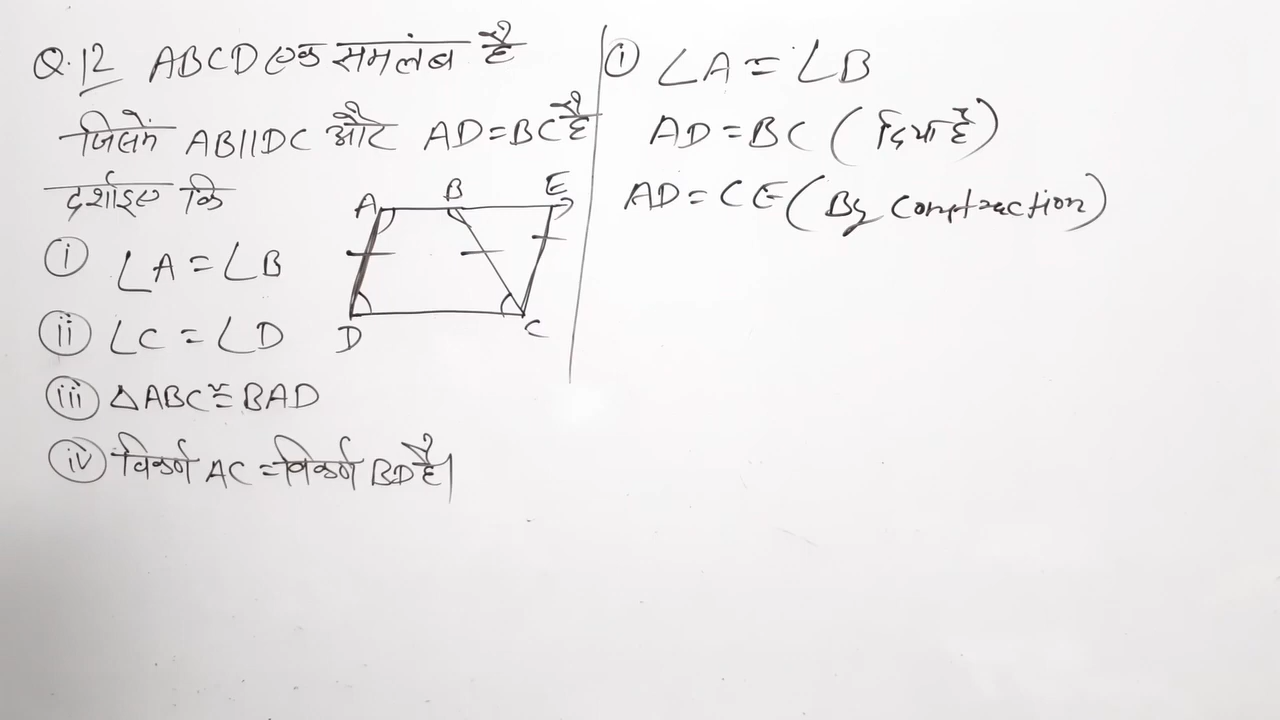 Q.12 ABCD एक समलंब है
जिसमें AB||DC और AD=BC है
दर्शाइए कि
i ∠A=∠B
ii ∠C=∠D
iii △ABC≅BAD
iv विकर्ण AC=विकर्ण BD है।
A B E
D C
i ∠A=∠B
AD=BC (दिया है)
AD=CE (By Construction)